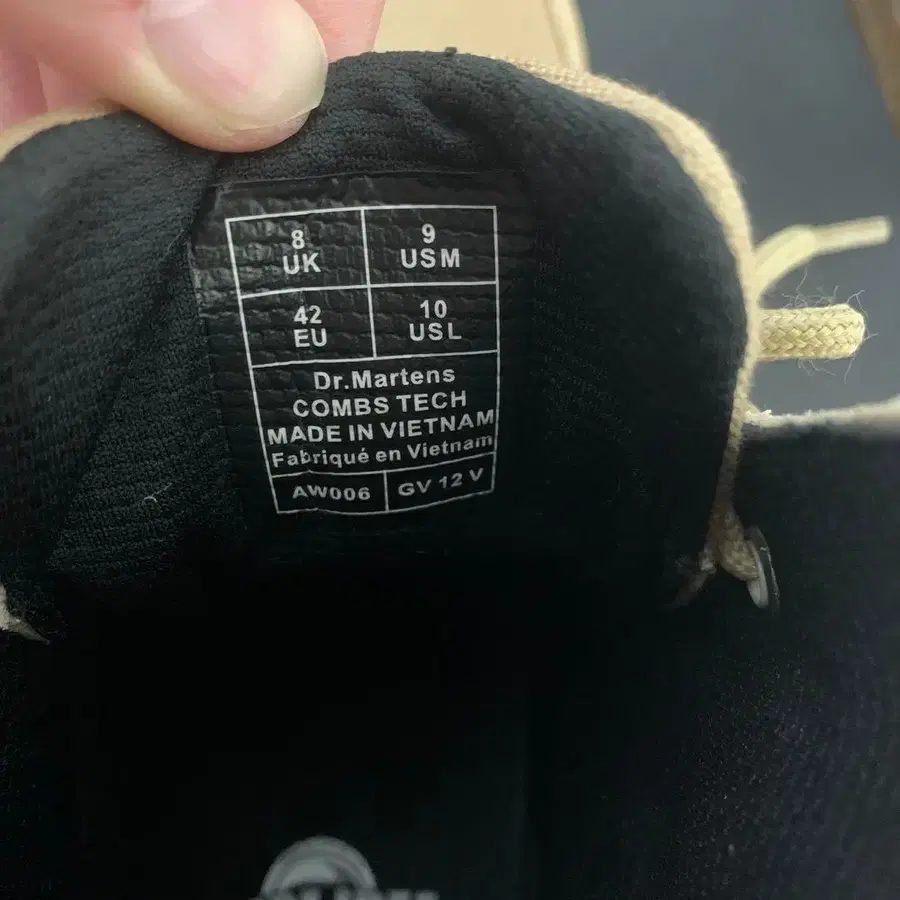 8 9
UK USM
42 10
EU USL
Dr.Martens
COMBS TECH
MADE IN VIETNAM
Fabriqué en Vietnam
AW006 GV 12 V